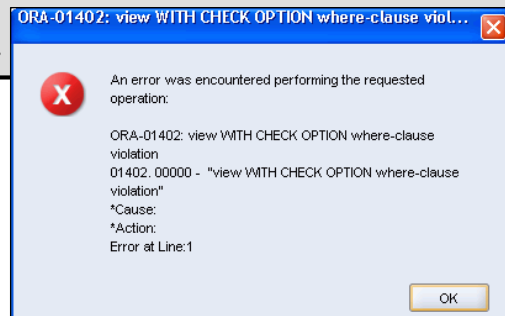 ORA-01402: view WITH CHECK OPTION where-clause viol...
An error was encountered performing the requested
operation:
ORA-01402: view WITH CHECK OPTION where-clause
violation
01402. 00000 - "view WITH CHECK OPTION where-clause
violation"
*Cause:
*Action:
Error at Line:1
OK